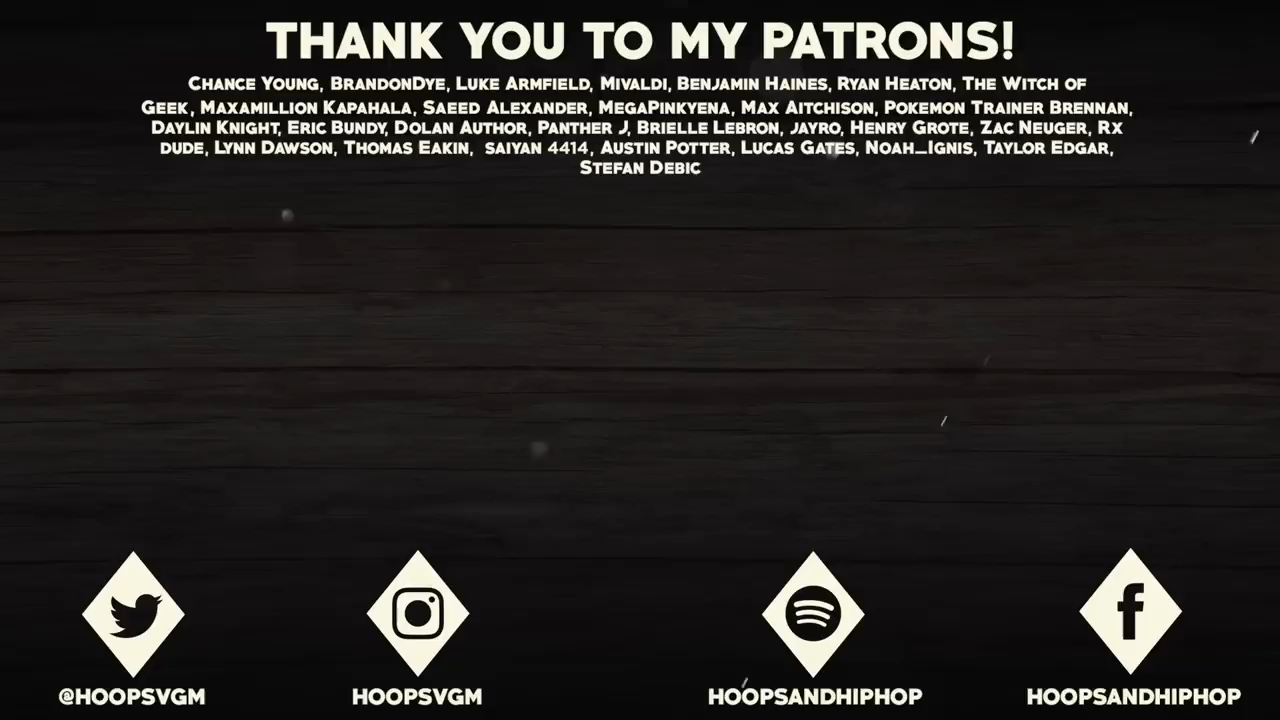 THANK YOU TO MY PATRONS!
Chance Young, BrandonDye, Luke Armfield, Mivaldi, Benjamin Haines, Ryan Heaton, The Witch of
Geek, Maxamillion Kapahala, Saeed Alexander, MegaPinkyena, Max Aitchison, Pokemon Trainer Brennan,
Daylin Knight, Eric Bundy, Dolan Author, Panther J, Brielle Lebron, jayro, Henry Grote, Zac Neuger, Rx
dude, Lynn Dawson, Thomas Eakin, saiyan 4414, Austin Potter, Lucas Gates, Noah_Ignis, Taylor Edgar,
Stefan Debic
@HOOPSVGM
HOOPSVGM
HOOPSANDHIPHOP
HOOPSANDHIPHOP